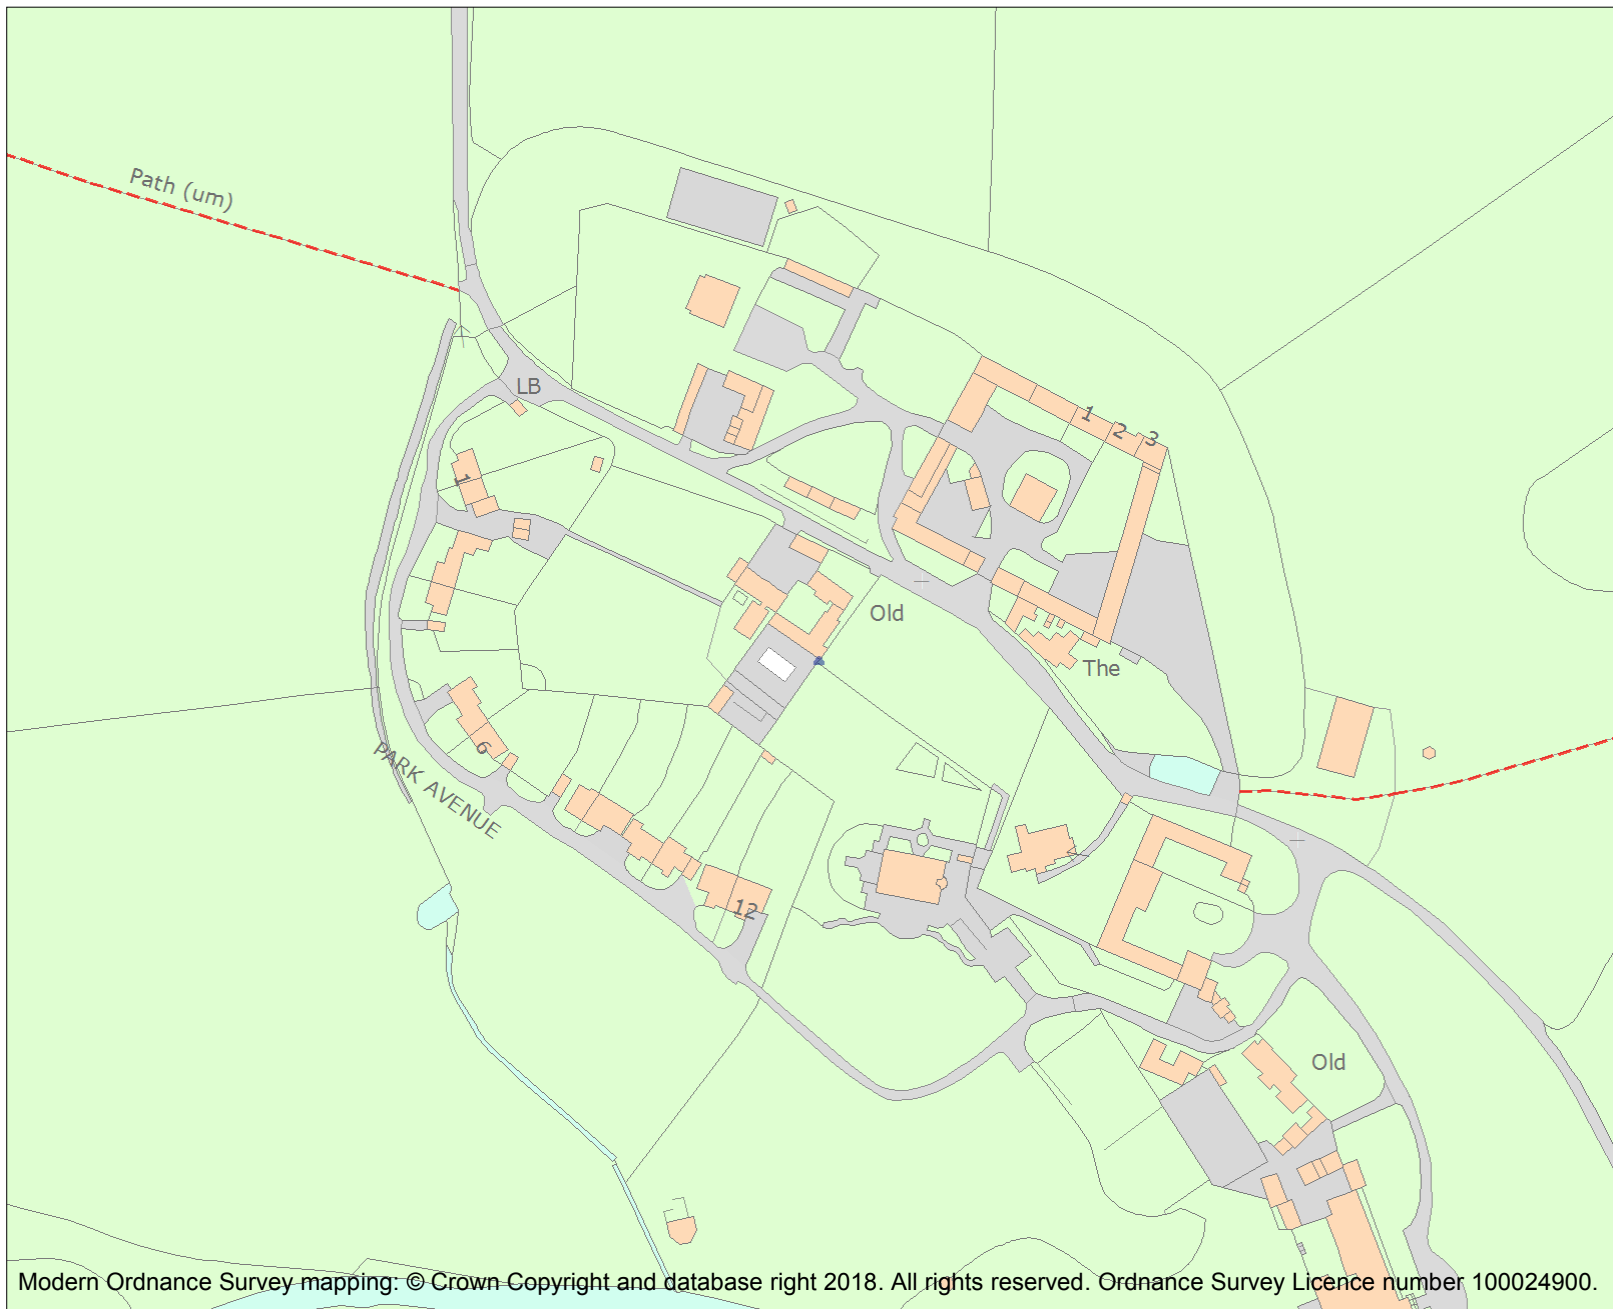 Path (um)
LB
1
2
3
1
Old
The
6
PARK AVENUE
12
Old
Modern Ordnance Survey mapping: © Crown Copyright and database right 2018. All rights reserved. Ordnance Survey Licence number 100024900.